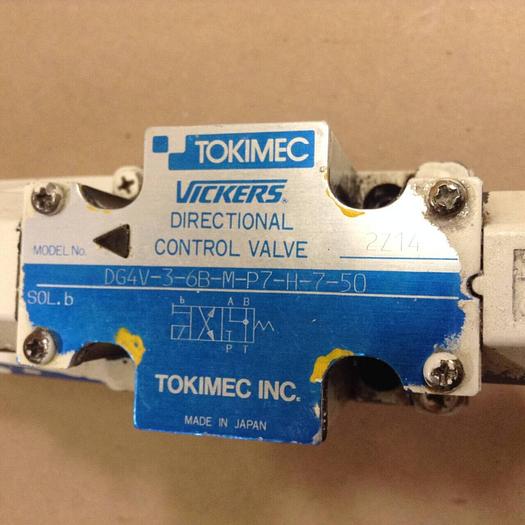 TOKIMEC
VICKERS®
DIRECTIONAL
CONTROL VALVE 2Z14
MODEL No.
DG4V-3-6B-M-P7-H-7-50
SOL.b
b A B
T
P T
TOKIMEC INC.
MADE IN JAPAN